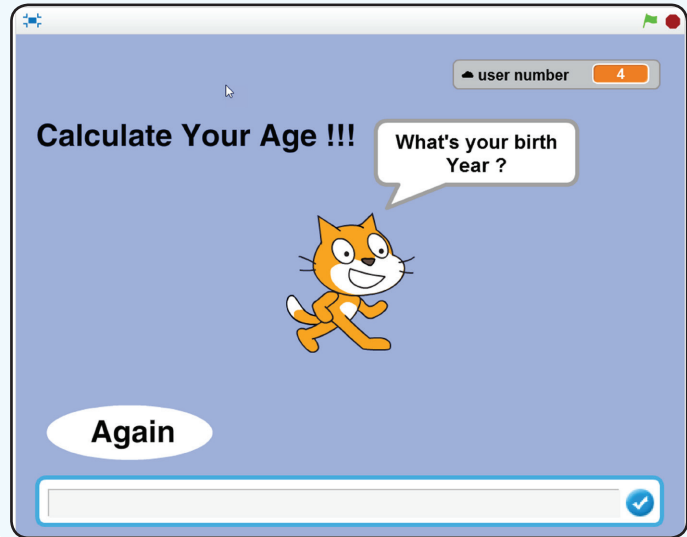 user number 4
Calculate Your Age !!!
What's your birth
Year ?
Again